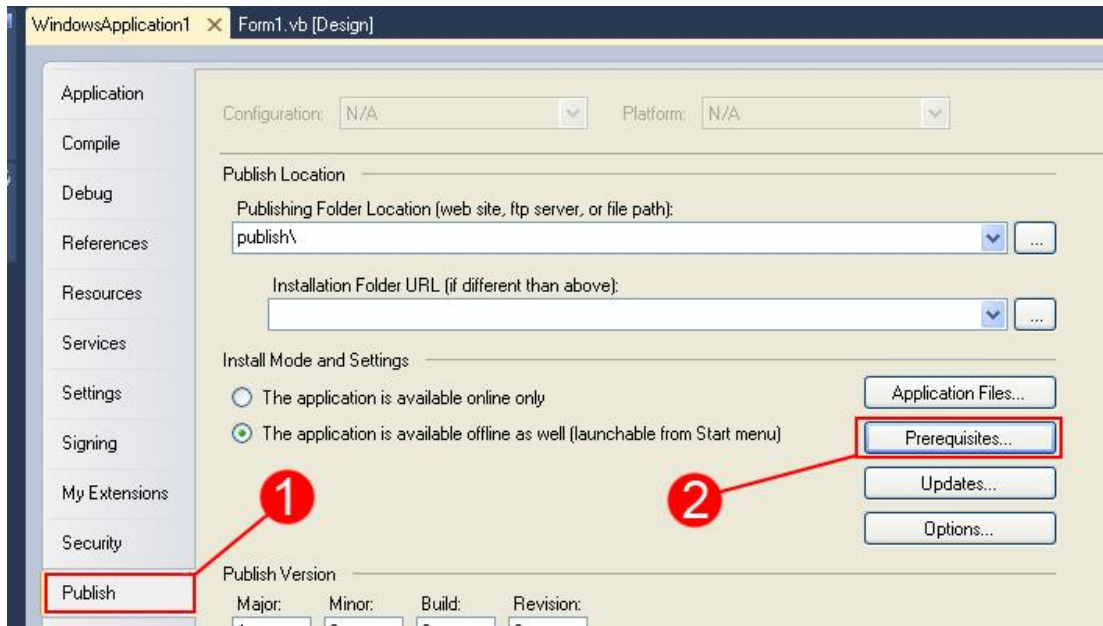 WindowsApplication1 Form1.vb [Design]
Application
Compile
Debug
References
Resources
Services
Settings
Signing
My Extensions
Security
Publish
Configuration: N/A Platform: N/A
Publish Location
Publishing Folder Location (web site, ftp server, or file path):
publish\ ...
Installation Folder URL (if different than above):
...
Install Mode and Settings
The application is available online only
The application is available offline as well (launchable from Start menu)
Application Files...
Prerequisites...
Updates...
Options...
1
2
Publish Version
Major: Minor: Build: Revision: